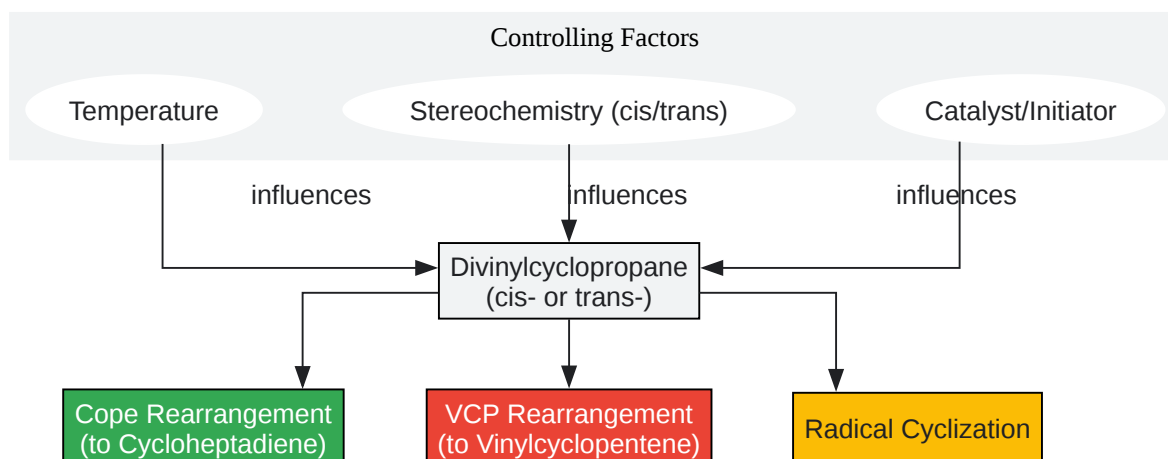 Controlling Factors
Temperature
Stereochemistry (cis/trans)
Catalyst/Initiator
influences
influences
influences
Divinylcyclopropane
(cis- or trans-)
Cope Rearrangement
(to Cycloheptadiene)
VCP Rearrangement
(to Vinylcyclopentene)
Radical Cyclization